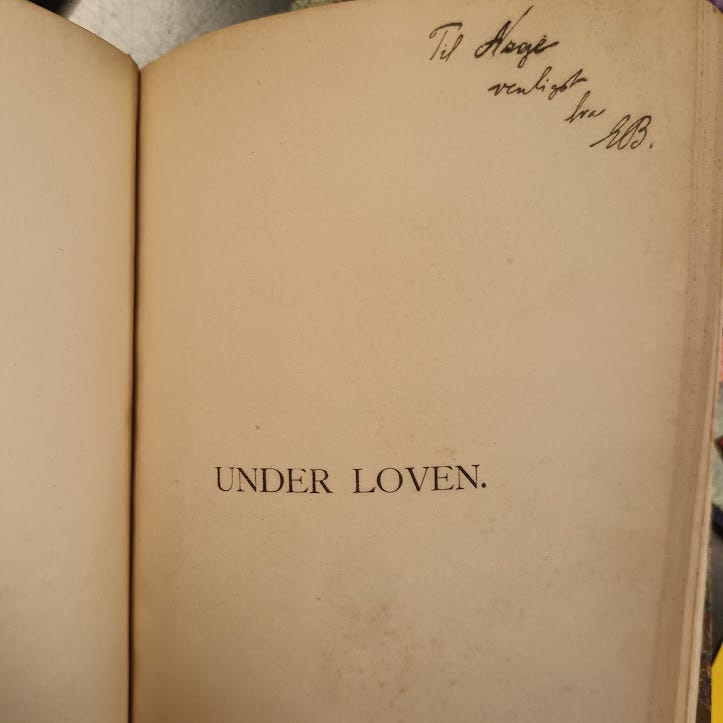 Til Aage
venligst
fra
EB.
UNDER LOVEN.